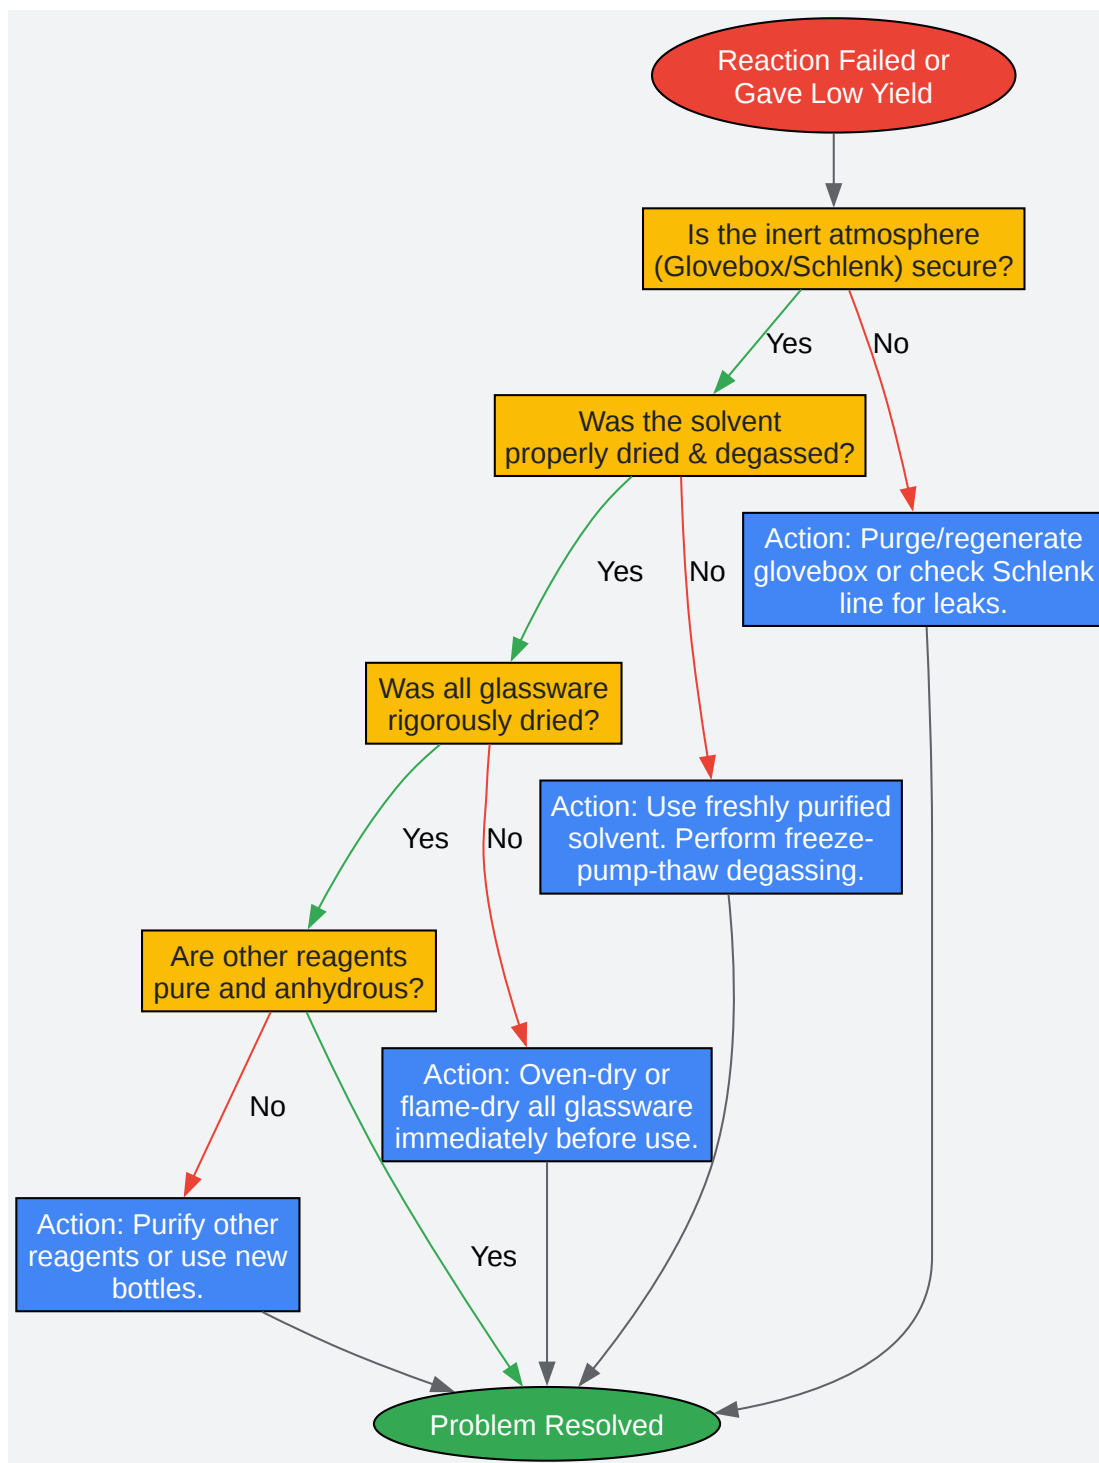 Reaction Failed or
Gave Low Yield
Is the inert atmosphere
(Glovebox/Schlenk) secure?
Yes
No
Was the solvent
properly dried & degassed?
Action: Purge/regenerate
glovebox or check Schlenk
line for leaks.
Yes
No
Was all glassware
rigorously dried?
Action: Use freshly purified
solvent. Perform freeze-
pump-thaw degassing.
Yes
No
Are other reagents
pure and anhydrous?
Action: Oven-dry or
flame-dry all glassware
immediately before use.
No
Yes
Action: Purify other
reagents or use new
bottles.
Problem Resolved